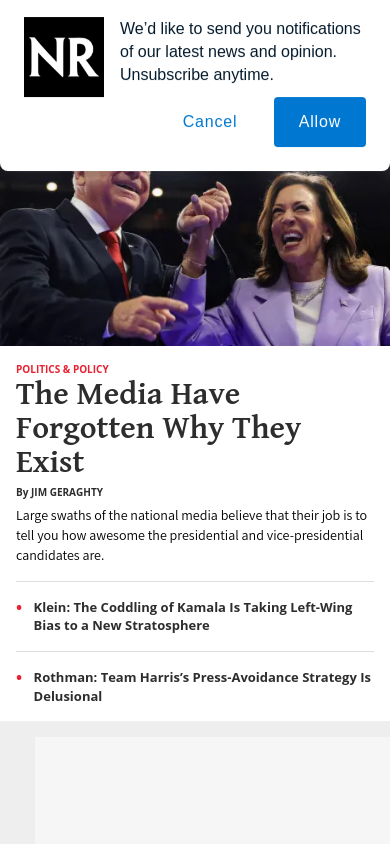 NR
We’d like to send you notifications
of our latest news and opinion.
Unsubscribe anytime.
Cancel
Allow
POLITICS & POLICY
The Media Have
Forgotten Why They
Exist
By JIM GERAGHTY
Large swaths of the national media believe that their job is to
tell you how awesome the presidential and vice-presidential
candidates are.
• Klein: The Coddling of Kamala Is Taking Left-Wing
Bias to a New Stratosphere
• Rothman: Team Harris’s Press-Avoidance Strategy Is
Delusional